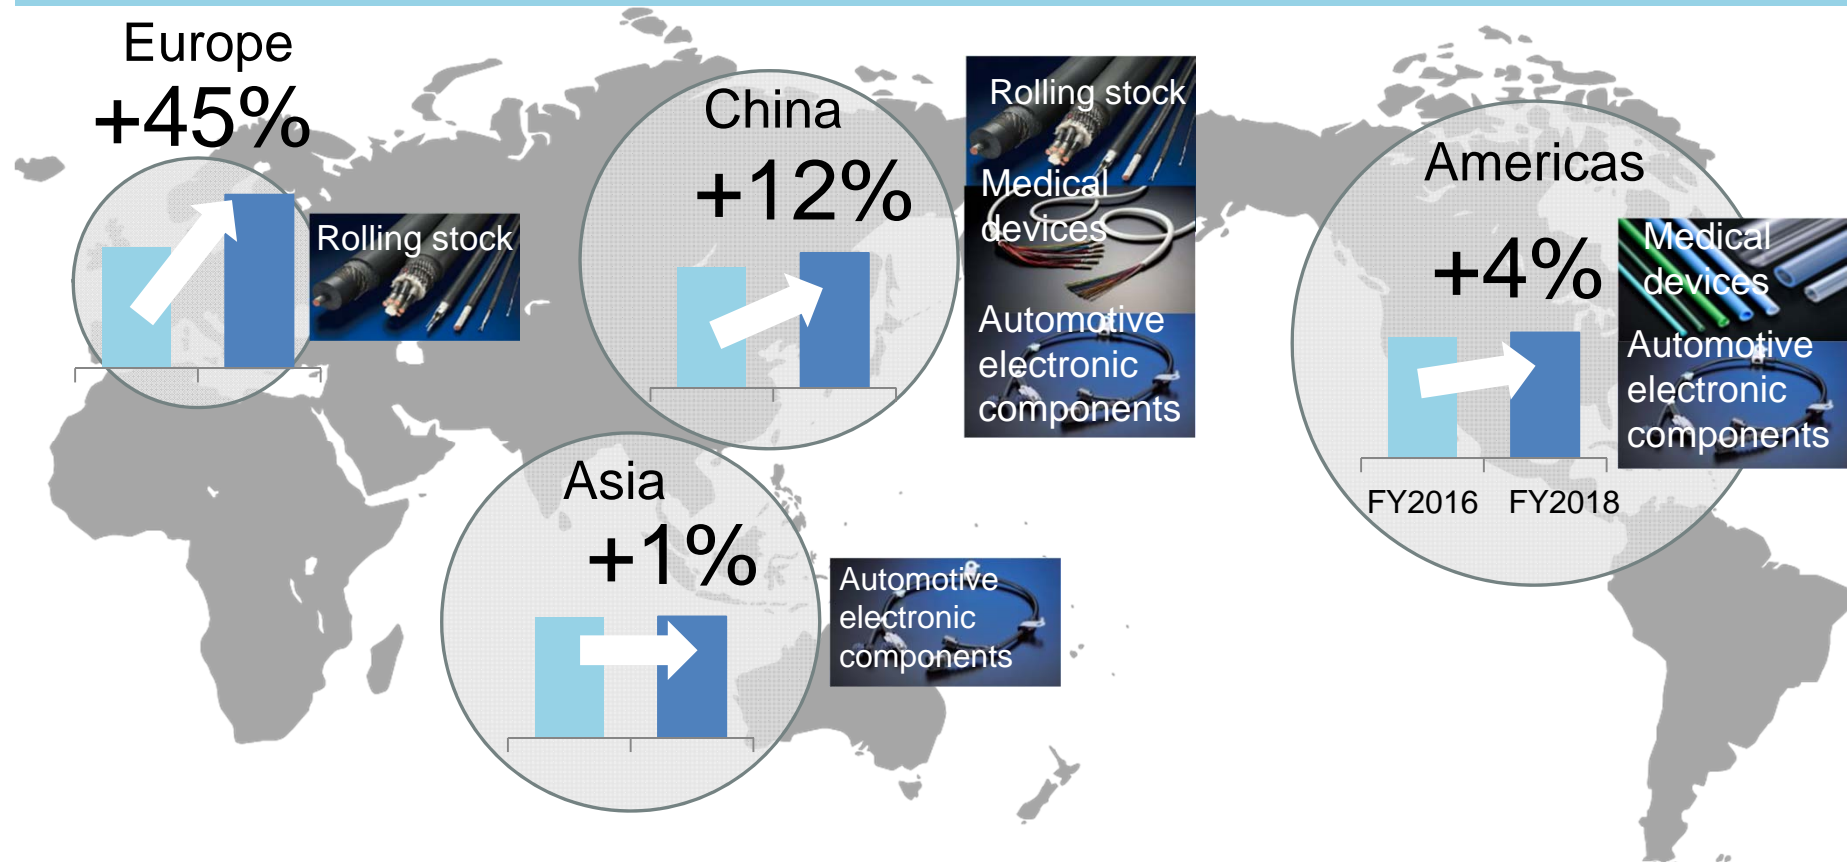 Europe
+45%
Rolling stock
China
+12%
Rolling stock
Medical
devices
Automotive
electronic
components
Americas
+4%
Medical
devices
Automotive
electronic
components
FY2016
FY2018
Asia
+1%
Automotive
electronic
components